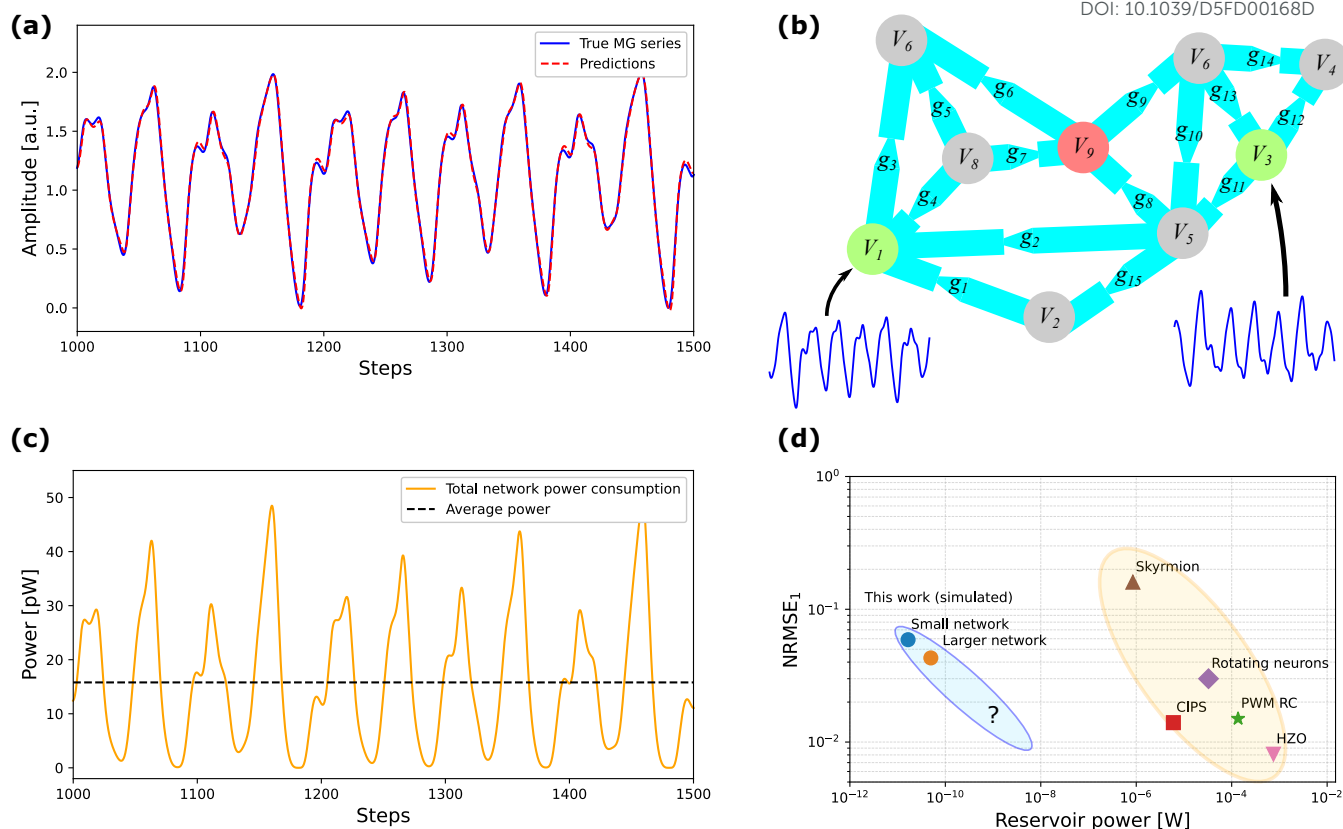 DOI: 10.1039/D5FD00168D
(a)
True MG series
Predictions
Amplitude [a.u.]
2.0
1.5
1.0
0.5
0.0
1000 1100 1200 1300 1400 1500
Steps
(b)
V6 V6 V4
g14
g6 g9 g13
g5 g12
g10
V9 V3
V8 g7
g3 g11
g4 g8
V5
V1 g2
g1 g15
V2
(c)
Total network power consumption
Average power
Power [pW]
50
40
30
20
10
0
1000 1100 1200 1300 1400 1500
Steps
(d)
NRMSE1
10^0
10^-1
10^-2
Skyrmion
This work (simulated)
Small network
Larger network
Rotating neurons
CIPS
PWM RC
?
HZO
10^-12 10^-10 10^-8 10^-6 10^-4 10^-2
Reservoir power [W]